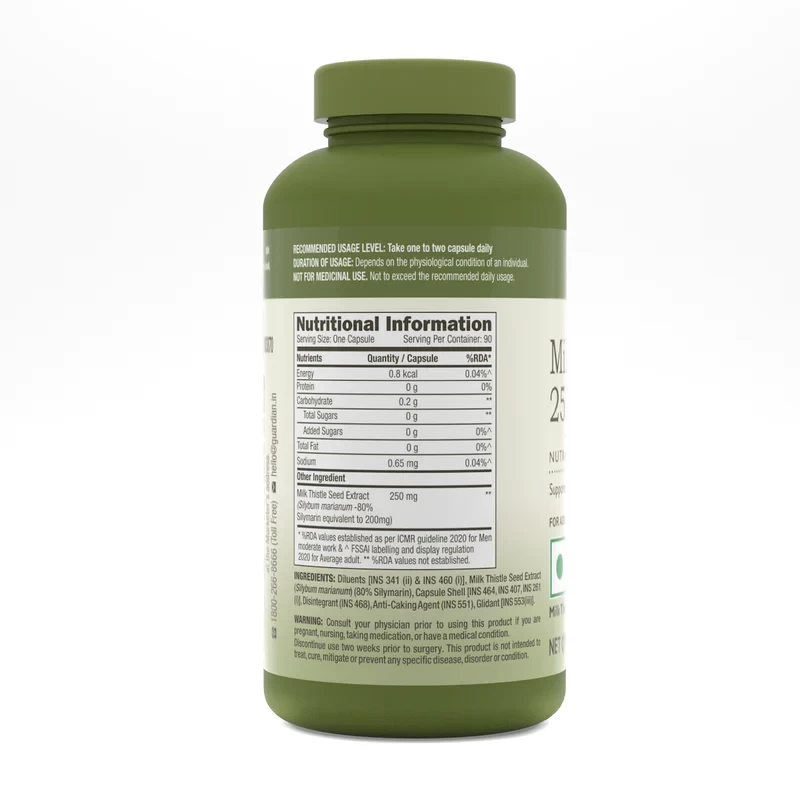 RECOMMENDED USAGE LEVEL: Take one to two capsule daily
DURATION OF USAGE: Depends on the physiological condition of an individual.
NOT FOR MEDICINAL USE. Not to exceed the recommended daily usage.
Nutritional Information
Serving Size: One Capsule Serving Per Container: 90
Nutrients Quantity / Capsule %RDA*
Energy 0.8 kcal 0.04%^
Protein 0 g 0%
Carbohydrate 0.2 g **
Total Sugars 0 g **
Added Sugars 0 g 0%^
Total Fat 0 g 0%^
Sodium 0.65 mg 0.04%^
Other Ingredient
Milk Thistle Seed Extract 250 mg **
(Silybum marianum -80%
Silymarin equivalent to 200mg)
* %RDA values established as per ICMR guideline 2020 for Men
moderate work & ^ FSSAI labelling and display regulation
2020 for Average adult. ** %RDA values not established.
INGREDIENTS: Diluents [INS 341 (ii) & INS 460 (i)], Milk Thistle Seed Extract
(Silybum marianum) (80% Silymarin), Capsule Shell [INS 464, INS 407, INS 261
(i)], Disintegrant (INS 468), Anti-Caking Agent (INS 551), Glidant [INS 553(iii)].
WARNING: Consult your physician prior to using this product if you are
pregnant, nursing, taking medication, or have a medical condition.
Discontinue use two weeks prior to surgery. This product is not intended to
treat, cure, mitigate or prevent any specific disease, disorder or condition.
hello@guardian.in
1800-266-6666 (Toll Free)
Mi
25
NUT
FOR
Milk
NET